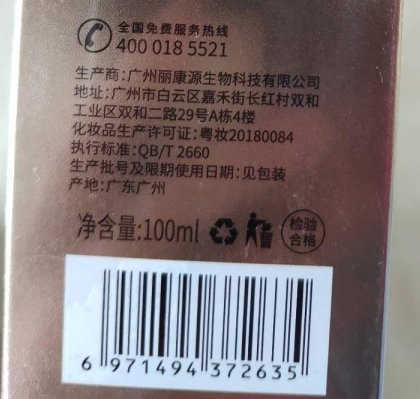 全国免费服务热线
400 018 5521
生产商:广州丽康源生物科技有限公司
地址:广州市白云区嘉禾街长红村双和
工业区双和二路29号A栋4楼
化妆品生产许可证:粤妆20180084
执行标准:QB/T 2660
生产批号及限期使用日期:见包装
产地:广东广州
净含量:100ml 检验合格
6 971494 372635